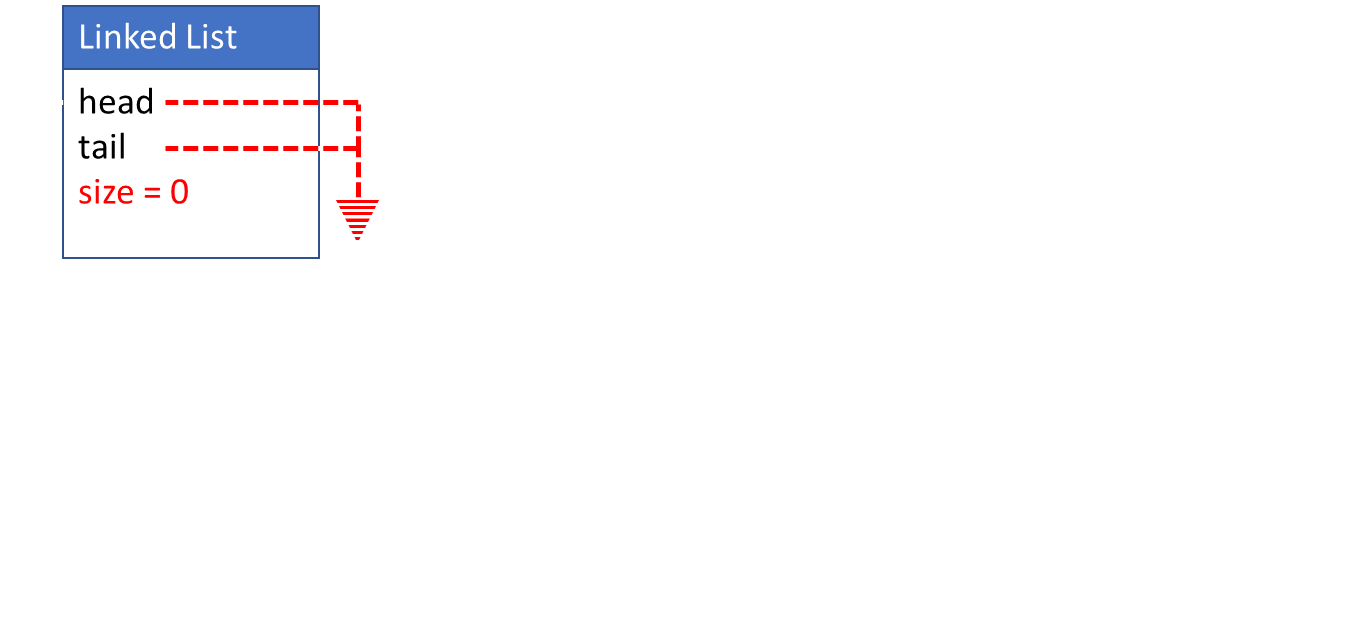 Linked List
head
tail
size = 0